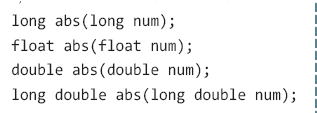 long abs(long num);
float abs(float num);
double abs(double num);
long double abs(long double num);